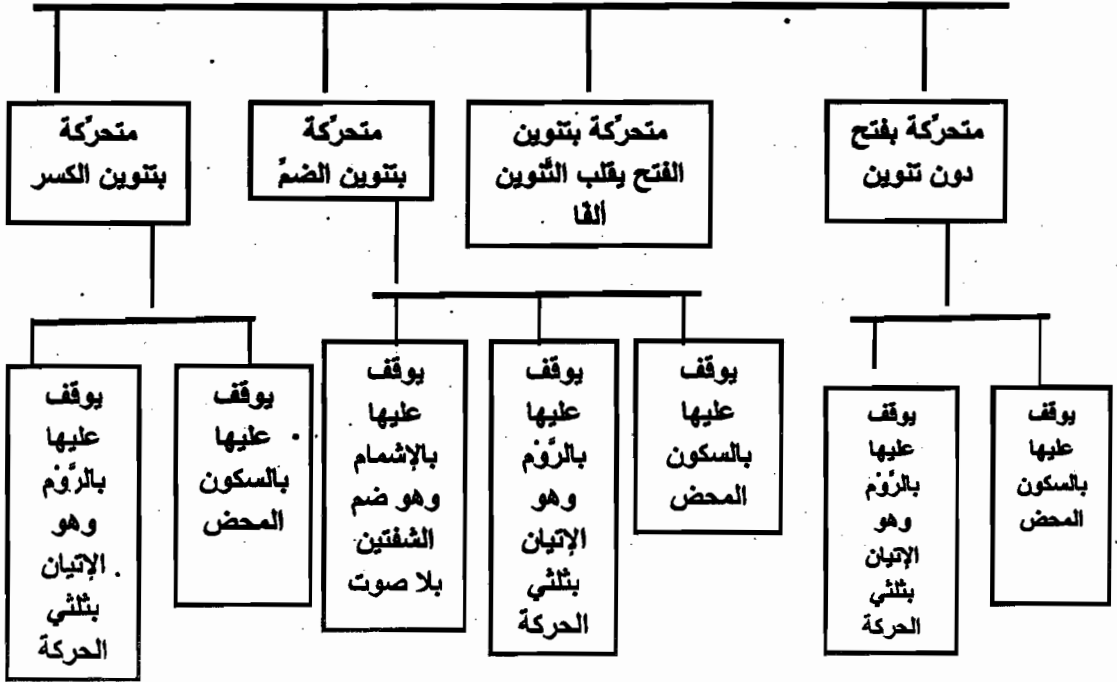 متحرِّكة بفتح
دون تنوين
متحرِّكة بتنوين
الفتح يقلب التَّنوين
ألفًا
متحرِّكة
بتنوين الضمِّ
متحرِّكة
بتنوين الكسر
يوقف
عليها
بالسكون
المحض
يوقف
عليها
بالرَّوْم
وهو
الإتيان
بثلثي
الحركة
يوقف
عليها
بالسكون
المحض
يوقف
عليها
بالرَّوْم
وهو
الإتيان
بثلثي
الحركة
يوقف
عليها
بالإشمام
وهو ضم
الشفتين
بلا صوت
يوقف
عليها
بالسكون
المحض
يوقف
عليها
بالرَّوْم
وهو
الإتيان
بثلثي
الحركة